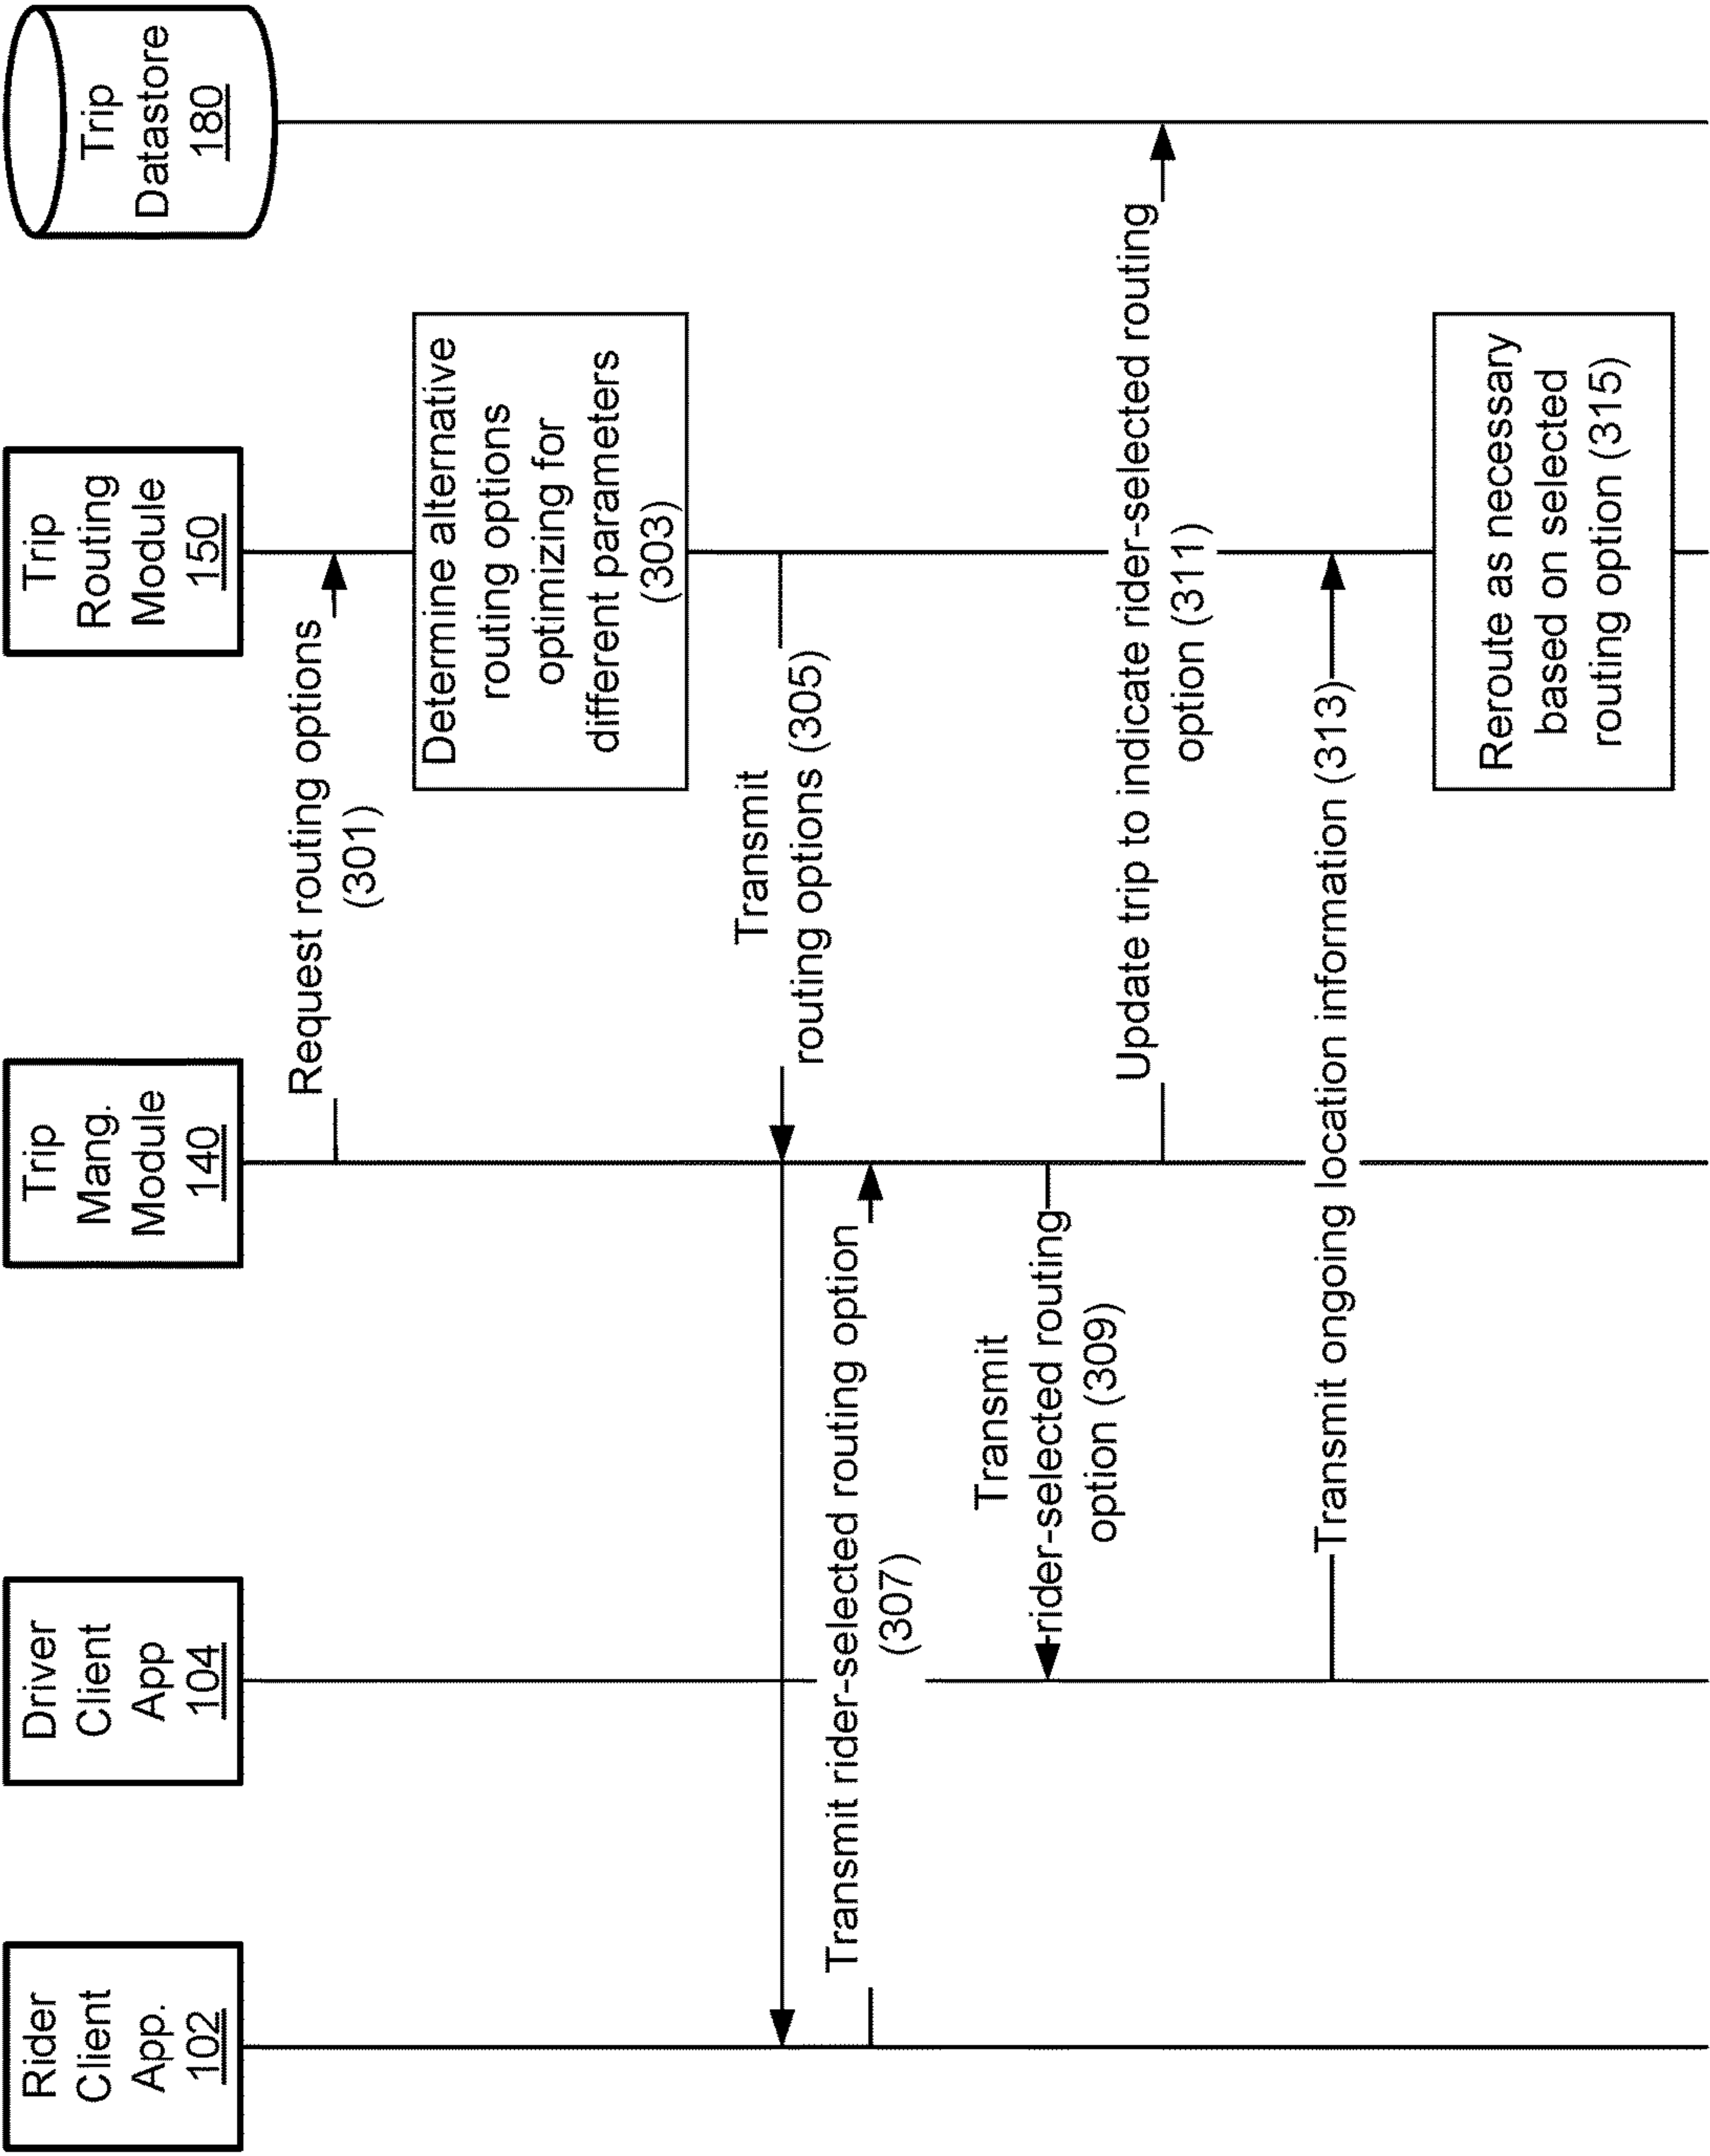 Rider
Client
App.
102
Driver
Client
App
104
Trip
Mang.
Module
140
Trip
Routing
Module
150
Trip
Datastore
180
Request routing options
(301)
Determine alternative
routing options
optimizing for
different parameters
(303)
Transmit
routing options (305)
Transmit rider-selected routing option
(307)
Transmit
rider-selected routing
option (309)
Update trip to indicate rider-selected routing
option (311)
Transmit ongoing location information (313)
Reroute as necessary
based on selected
routing option (315)